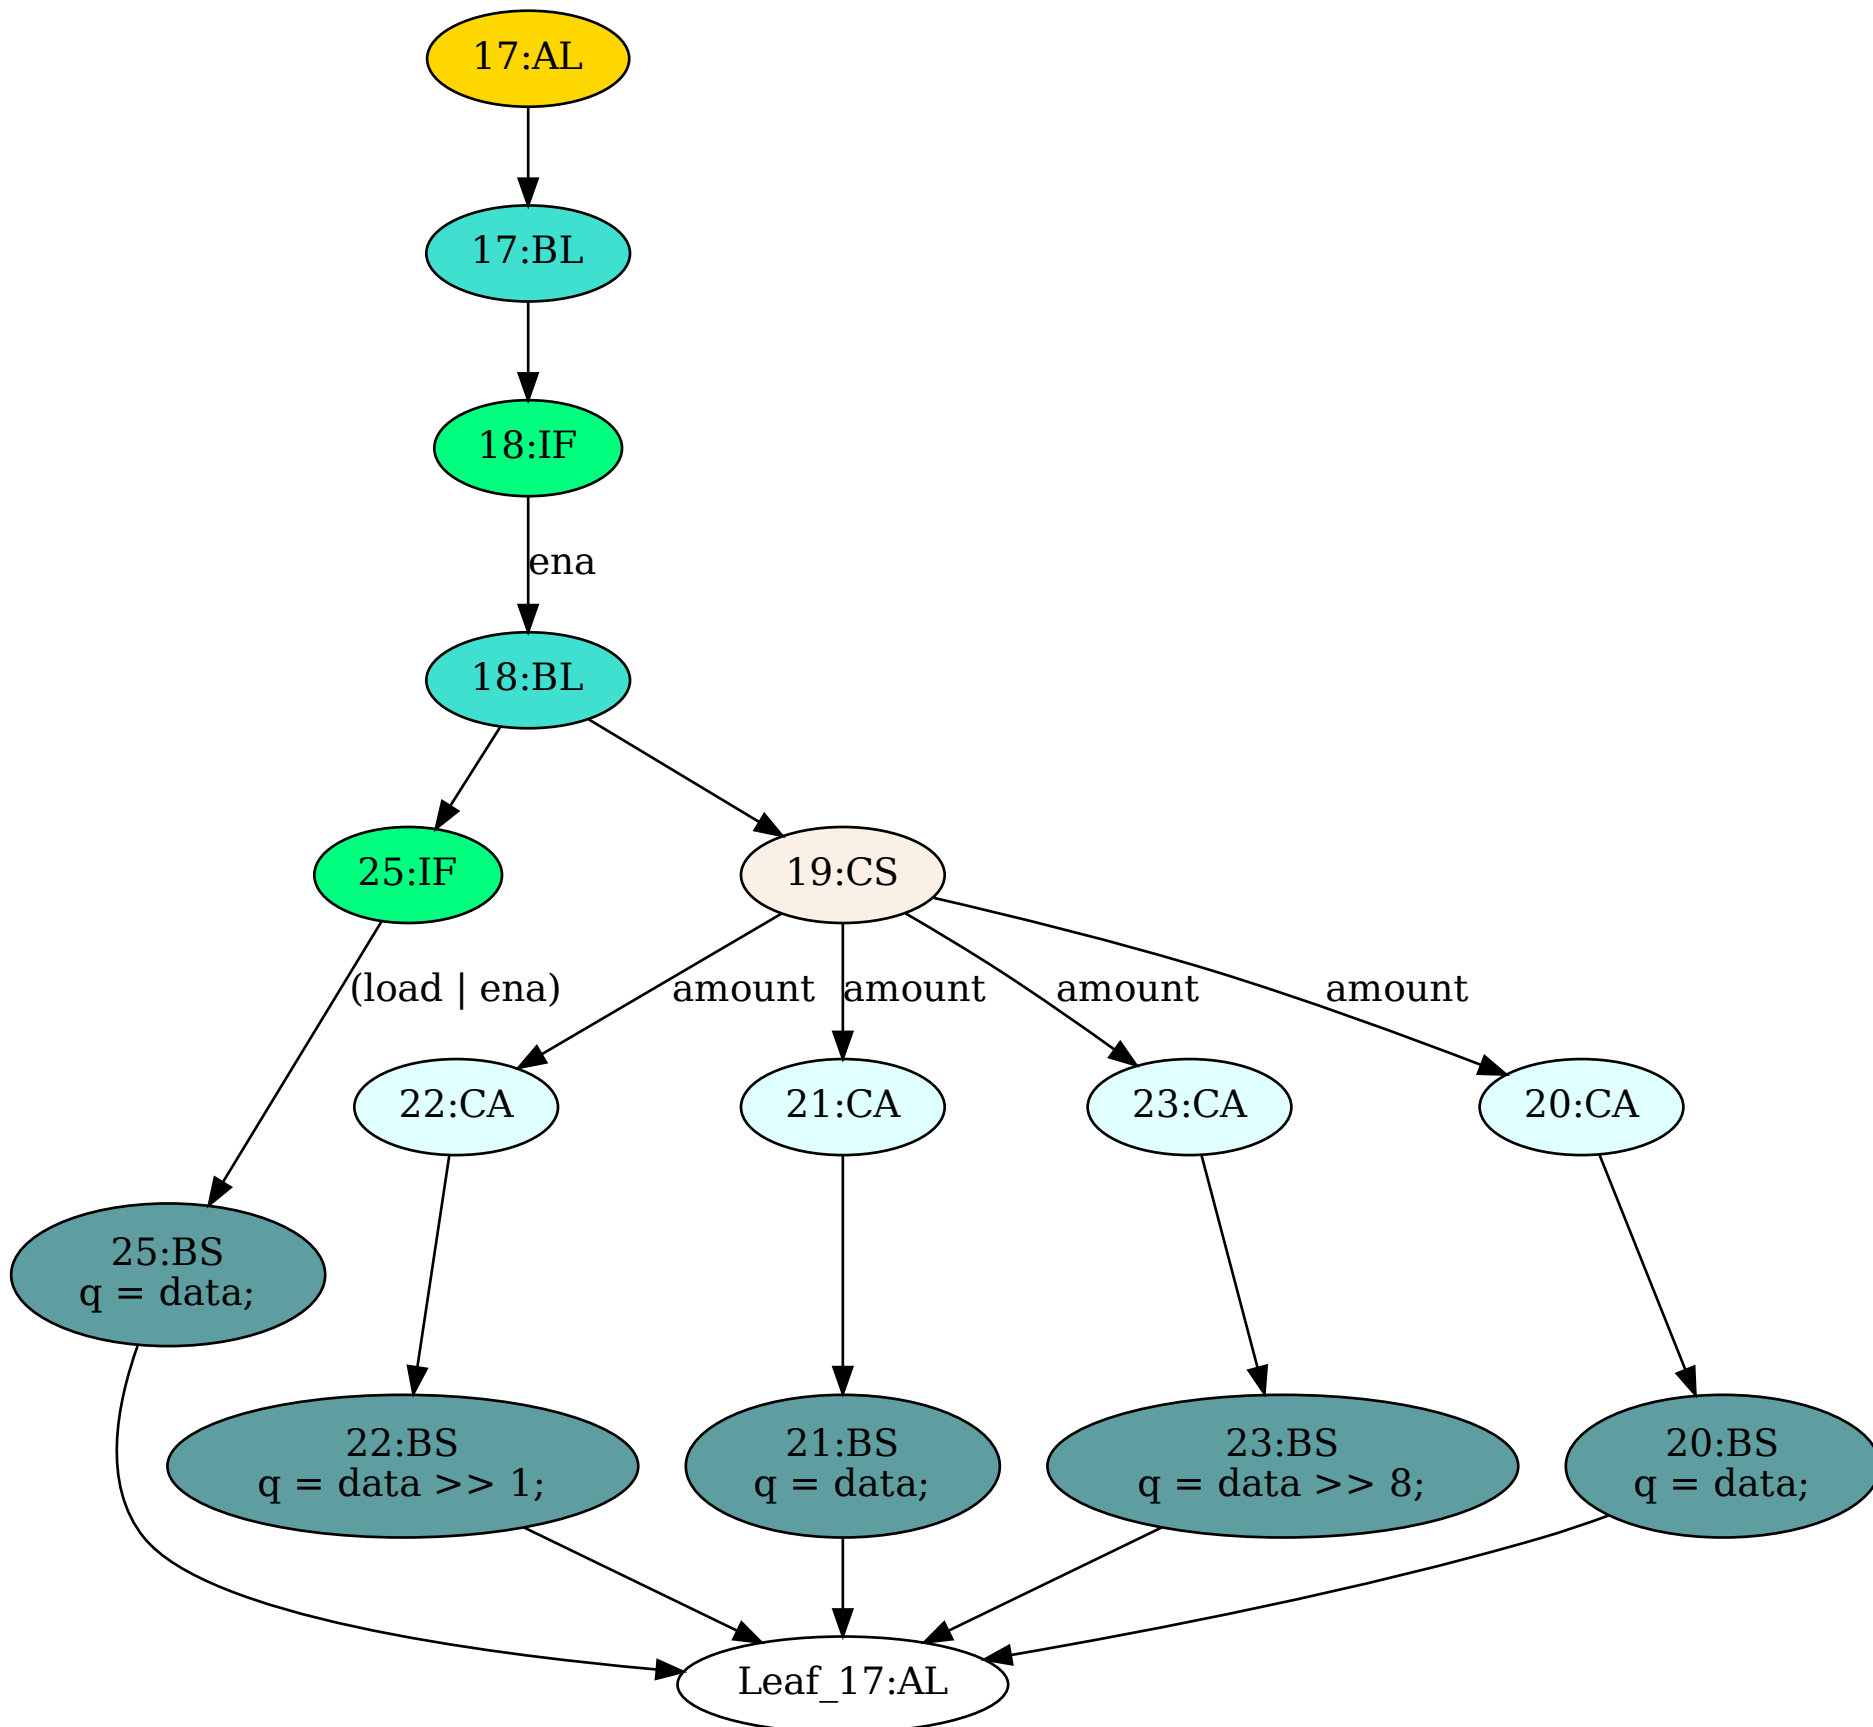 17:AL
17:BL
18:IF
ena
18:BL
25:IF
19:CS
(load | ena)
amount
amount
amount
amount
22:CA
21:CA
23:CA
20:CA
25:BS
q = data;
22:BS
q = data >> 1;
21:BS
q = data;
23:BS
q = data >> 8;
20:BS
q = data;
Leaf_17:AL